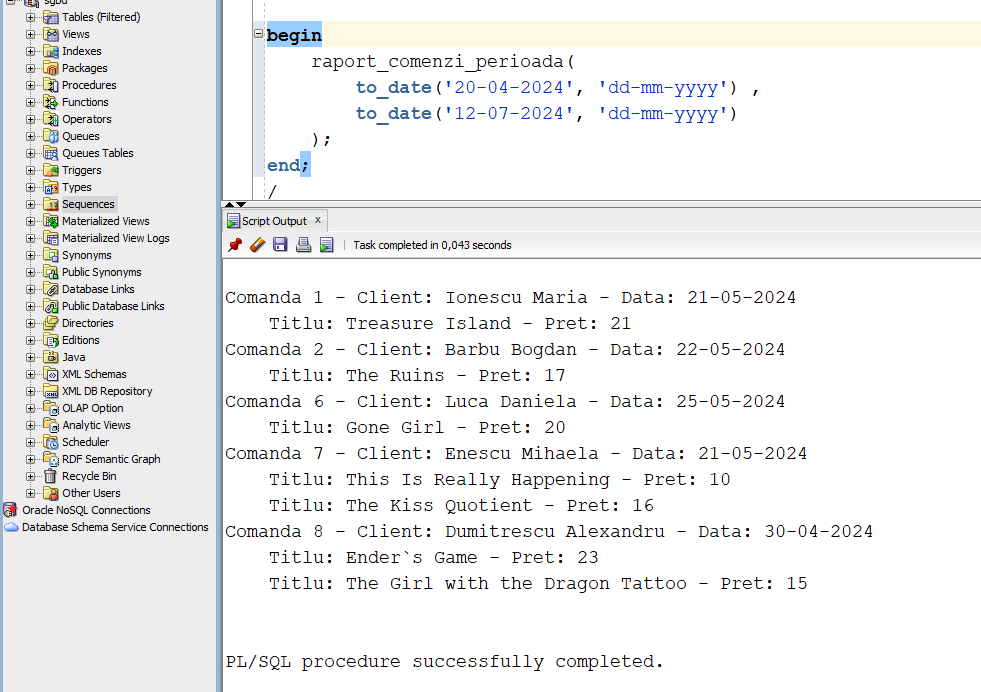 sgbd
Tables (Filtered)
Views
Indexes
Packages
Procedures
Functions
Operators
Queues
Queues Tables
Triggers
Types
Sequences
Materialized Views
Materialized View Logs
Synonyms
Public Synonyms
Database Links
Public Database Links
Directories
Editions
Java
XML Schemas
XML DB Repository
OLAP Option
Analytic Views
Scheduler
RDF Semantic Graph
Recycle Bin
Other Users
Oracle NoSQL Connections
Database Schema Service Connections
begin
raport_comenzi_perioada(
to_date('20-04-2024', 'dd-mm-yyyy') ,
to_date('12-07-2024', 'dd-mm-yyyy')
);
end;
/
Script Output x
Task completed in 0,043 seconds
Comanda 1 - Client: Ionescu Maria - Data: 21-05-2024
Titlu: Treasure Island - Pret: 21
Comanda 2 - Client: Barbu Bogdan - Data: 22-05-2024
Titlu: The Ruins - Pret: 17
Comanda 6 - Client: Luca Daniela - Data: 25-05-2024
Titlu: Gone Girl - Pret: 20
Comanda 7 - Client: Enescu Mihaela - Data: 21-05-2024
Titlu: This Is Really Happening - Pret: 10
Titlu: The Kiss Quotient - Pret: 16
Comanda 8 - Client: Dumitrescu Alexandru - Data: 30-04-2024
Titlu: Ender`s Game - Pret: 23
Titlu: The Girl with the Dragon Tattoo - Pret: 15
PL/SQL procedure successfully completed.